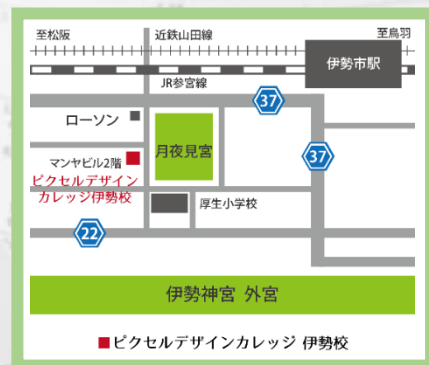 至松阪
近鉄山田線
至鳥羽
伊勢市駅
JR参宮線
37
ローソン
月夜見宮
37
マンヤビル2階
ピクセルデザイン
カレッジ伊勢校
厚生小学校
22
伊勢神宮 外宮
■ピクセルデザインカレッジ 伊勢校